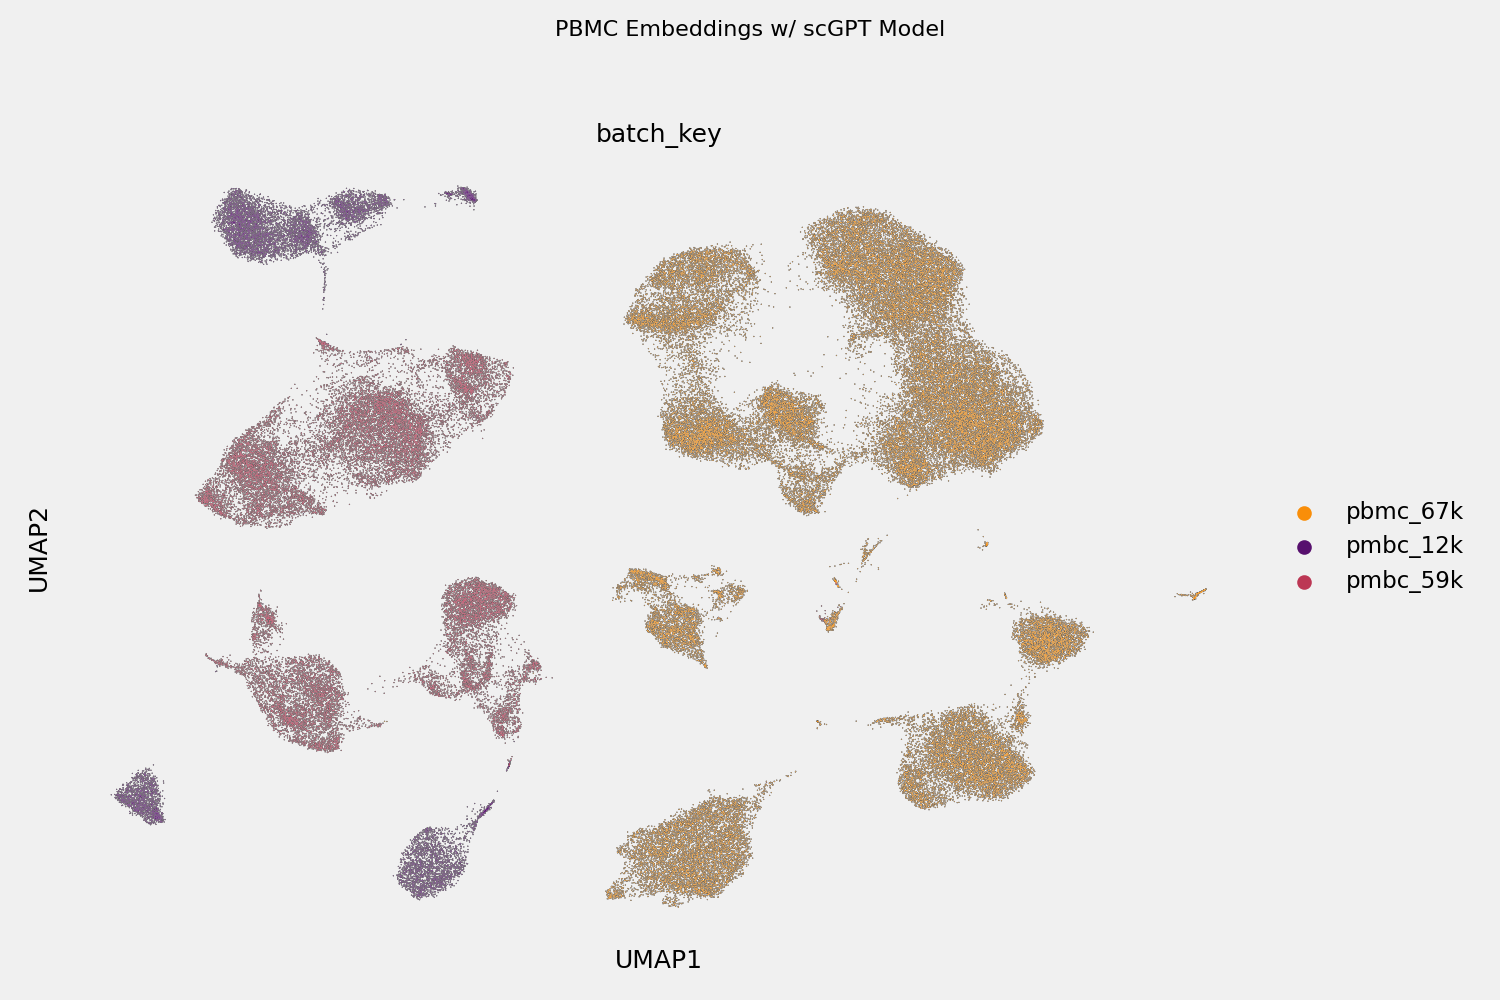 PBMC Embeddings w/ scGPT Model
batch_key
UMAP2
pbmc_67k
pmbc_12k
pmbc_59k
UMAP1